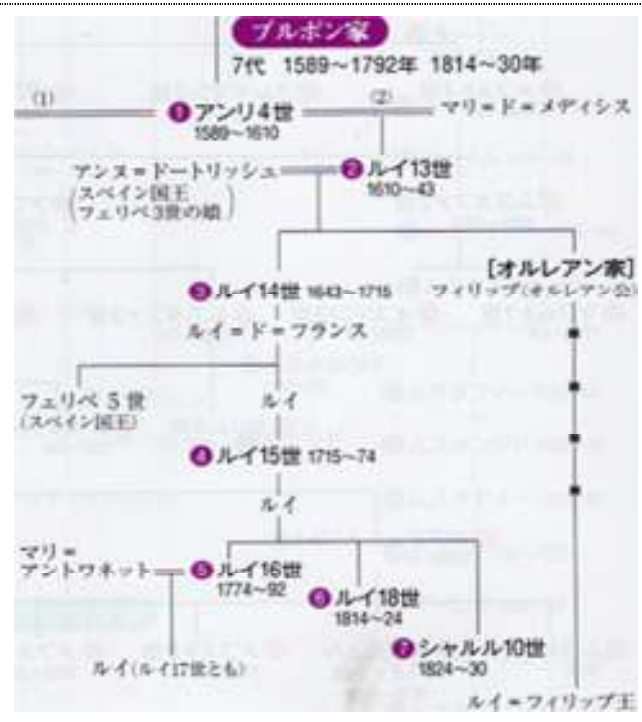 ブルボン家
7代 1589~1792年 1814~30年
(1)
(2)
❶アンリ4世
1589~1610
マリ=ド=メディシス
アンヌ=ドートリッシュ
(スペイン国王
フェリペ3世の娘)
❷ルイ13世
1610~43
[オルレアン家]
❸ルイ14世 1643~1715
フィリップ(オルレアン公)
ルイ=ド=フランス
フェリペ5世
(スペイン国王)
ルイ
❹ルイ15世 1715~74
ルイ
マリ=
アントワネット
❺ルイ16世
1774~92
❻ルイ18世
1814~24
❼シャルル10世
1824~30
ルイ(ルイ17世とも)
ルイ=フィリップ王